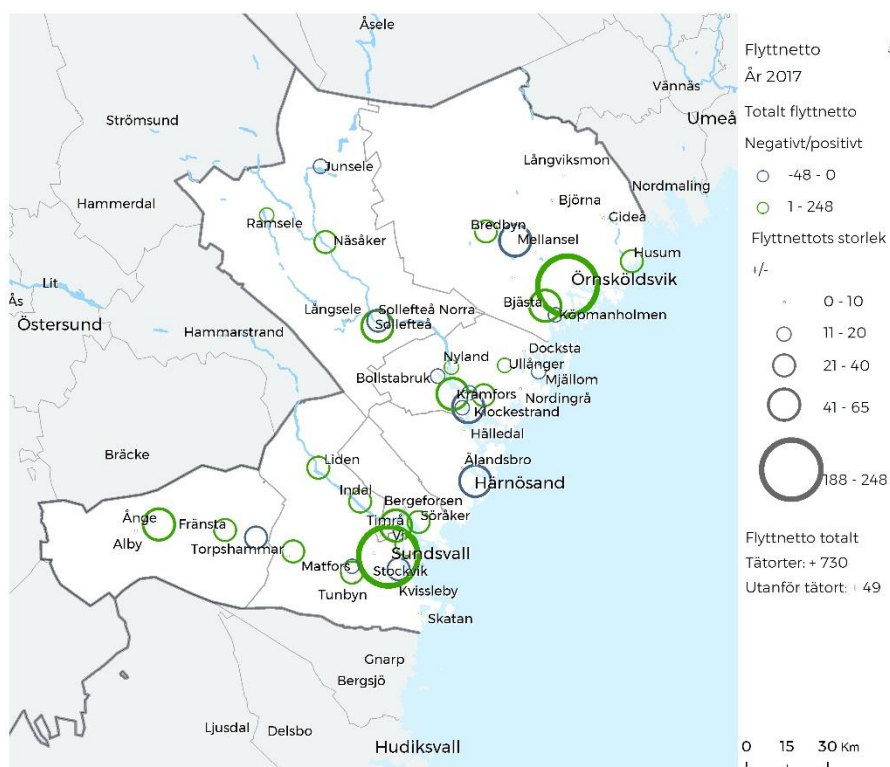 Åsele
Vännäs
Umeå
Strömsund
Långviksmon
Junsele
Nordmaling
Björna
Hammerdal
Gideå
Ramsele
Bredbyn
Näsåker
Mellansel
Husum
Lit
Örnsköldsvik
Ås
Östersund
Bjästa
Långsele
Sollefteå Norra
Köpmanholmen
Sollefteå
Hammarstrand
Docksta
Nyland
Ullånger
Bollstabruk
Mjällom
Kramfors
Nordingrå
Klockestrand
Hälledal
Bräcke
Liden
Älandsbro
Härnösand
Indal
Bergeforsen
Ånge
Fränsta
Timrå
Söråker
Alby
Torpshammar
Sundsvall
Matfors
Stockvik
Tunbyn
Kvissleby
Skatan
Gnarp
Bergsjö
Ljusdal
Delsbo
Hudiksvall
Flyttnetto
År 2017
Totalt flyttnetto
Negativt/positivt
-48 - 0
1 - 248
Flyttnettots storlek
+/-
0 - 10
11 - 20
21 - 40
41 - 65
188 - 248
Flyttnetto totalt
Tätorter: + 730
Utanför tätort: + 49
0 15 30 Km